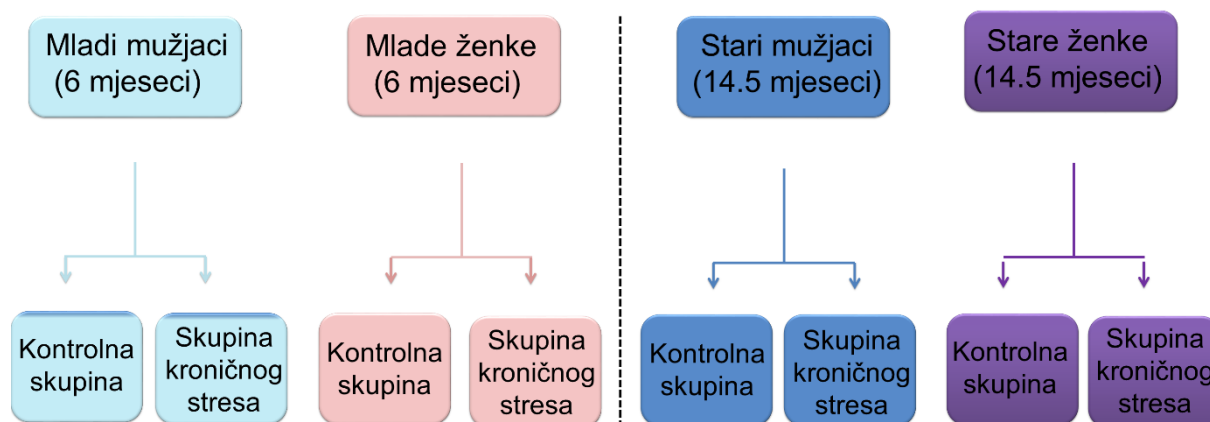 Mladi mužjaci
(6 mjeseci)
Mlade ženke
(6 mjeseci)
Stari mužjaci
(14.5 mjeseci)
Stare ženke
(14.5 mjeseci)
Kontrolna
skupina
Skupina
kroničnog
stresa
Kontrolna
skupina
Skupina
kroničnog
stresa
Kontrolna
skupina
Skupina
kroničnog
stresa
Kontrolna
skupina
Skupina
kroničnog
stresa